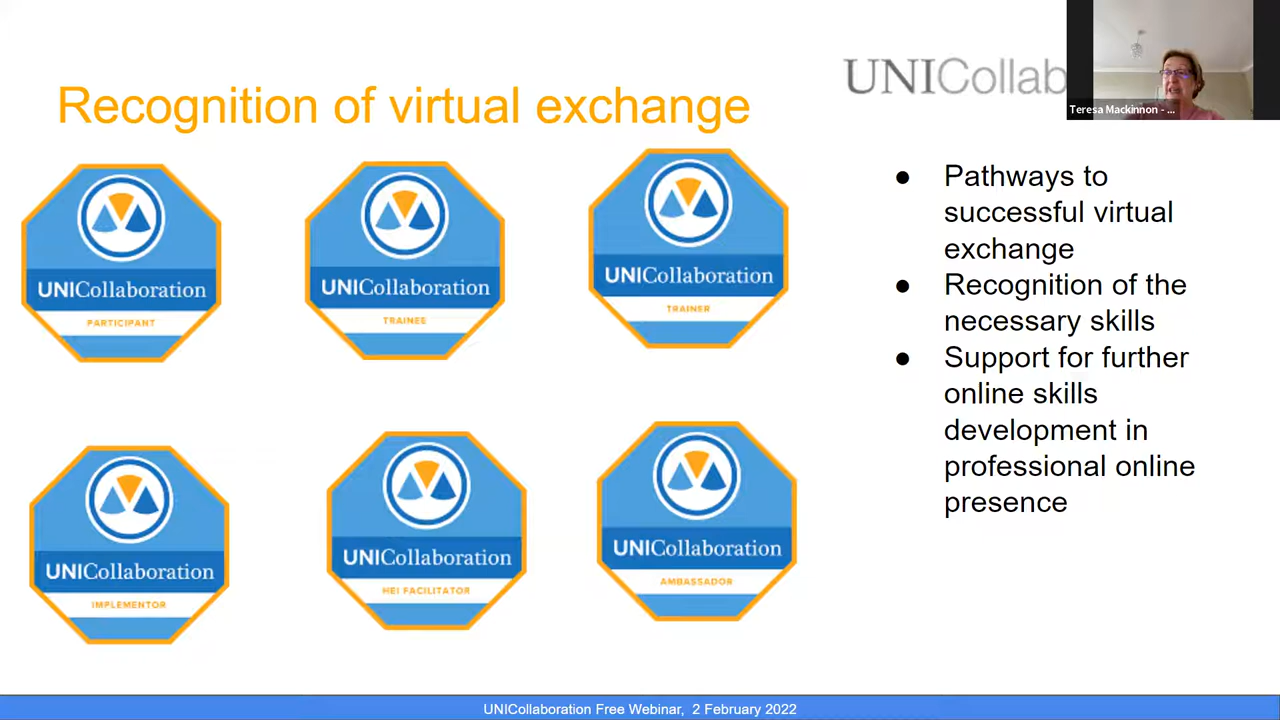 UNICollab
Teresa Mackinnon - ...
Recognition of virtual exchange
UNICollaboration
PARTICIPANT
UNICollaboration
TRAINEE
UNICollaboration
TRAINER
UNICollaboration
IMPLEMENTOR
UNICollaboration
HEI FACILITATOR
UNICollaboration
AMBASSADOR
● Pathways to
successful virtual
exchange
● Recognition of the
necessary skills
● Support for further
online skills
development in
professional online
presence
UNICollaboration Free Webinar, 2 February 2022